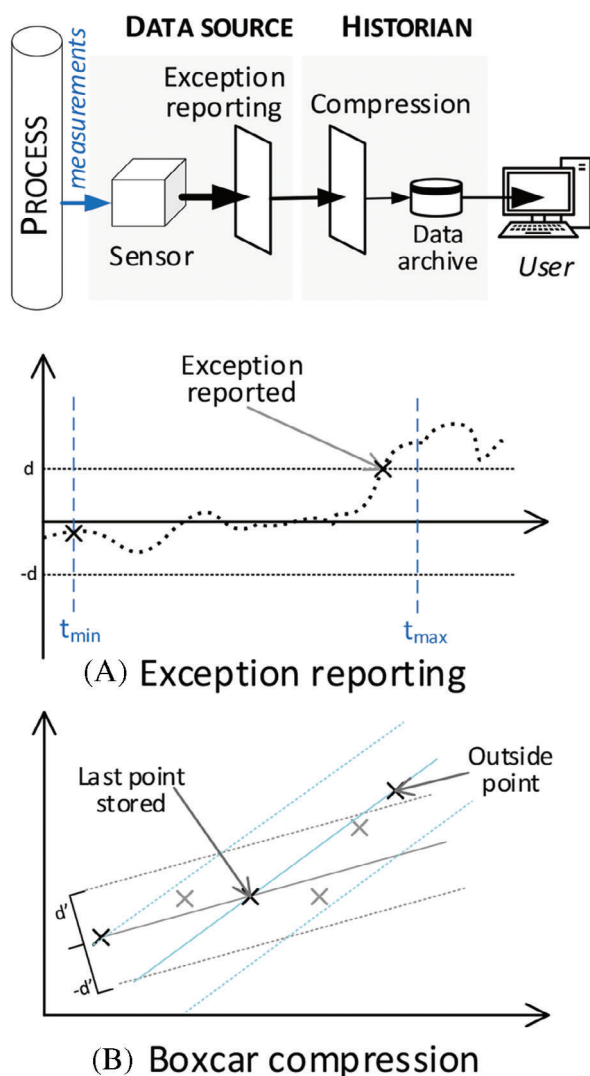 DATA SOURCE
HISTORIAN
PROCESS
measurements
Exception
reporting
Compression
Sensor
Data
archive
User
Exception
reported
d
-d
tmin
tmax
(A) Exception reporting
Last point
stored
Outside
point
d'
-d'
(B) Boxcar compression